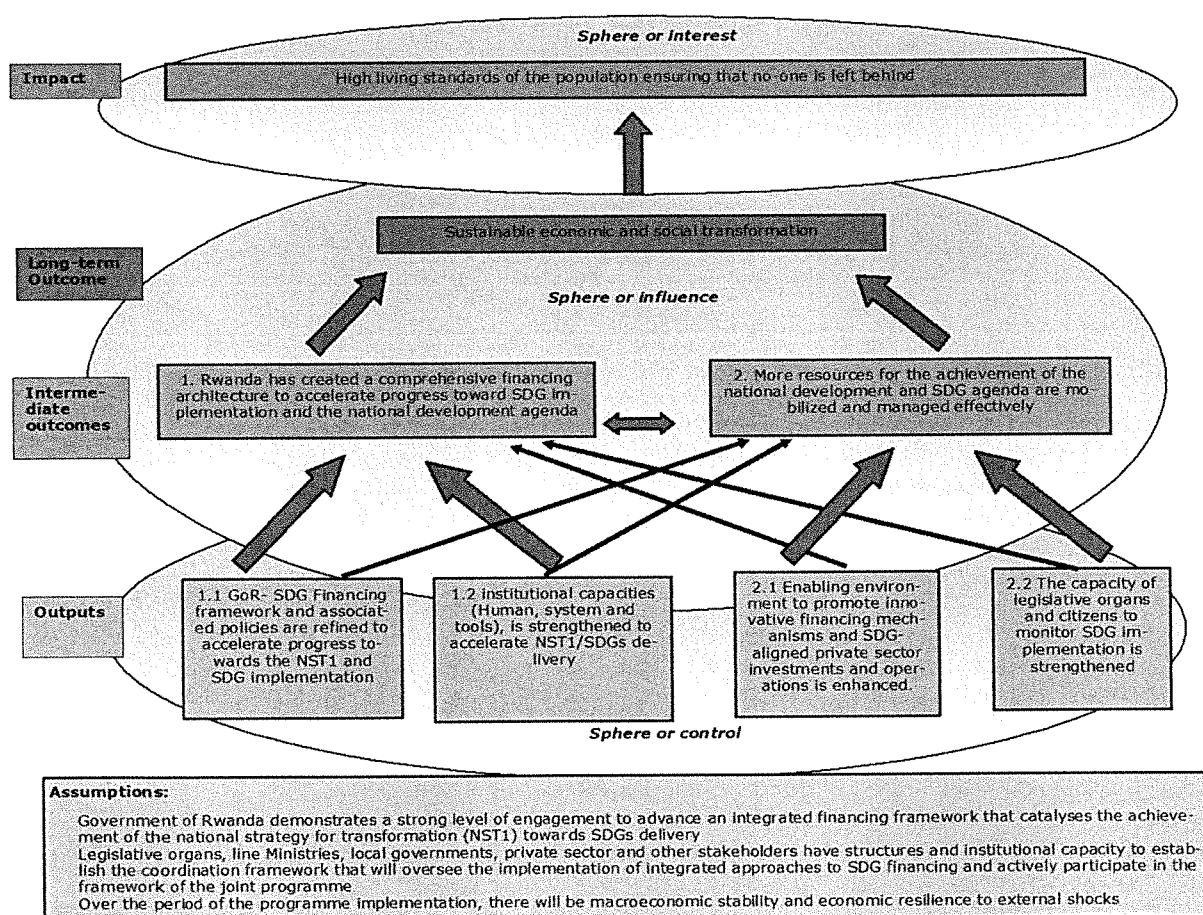 Sphere or interest
Impact
High living standards of the population ensuring that no-one is left behind
Sustainable economic and social transformation
Long-term
Outcome
Sphere or influence
Interme-
diate
outcomes
1. Rwanda has created a comprehensive financing
architecture to accelerate progress toward SDG im-
plementation and the national development agenda
2. More resources for the achievement of the
national development and SDG agenda are mo-
bilized and managed effectively
Outputs
1.1 GoR- SDG Financing
framework and associat-
ed policies are refined to
accelerate progress to-
wards the NST1 and
SDG implementation
1.2 institutional capacities
(Human, system and
tools), is strengthened to
accelerate NST1/SDGs de-
livery
2.1 Enabling environ-
ment to promote inno-
vative financing mecha-
nisms and SDG-
aligned private sector
investments and oper-
ations is enhanced.
2.2 The capacity of
legislative organs
and citizens to
monitor SDG im-
plementation is
strengthened
Sphere or control
Assumptions:
Government of Rwanda demonstrates a strong level of engagement to advance an integrated financing framework that catalyses the achieve-
ment of the national strategy for transformation (NST1) towards SDGs delivery
Legislative organs, line Ministries, local governments, private sector and other stakeholders have structures and institutional capacity to estab-
lish the coordination framework that will oversee the implementation of integrated approaches to SDG financing and actively participate in the
framework of the joint programme
Over the period of the programme implementation, there will be macroeconomic stability and economic resilience to external shocks